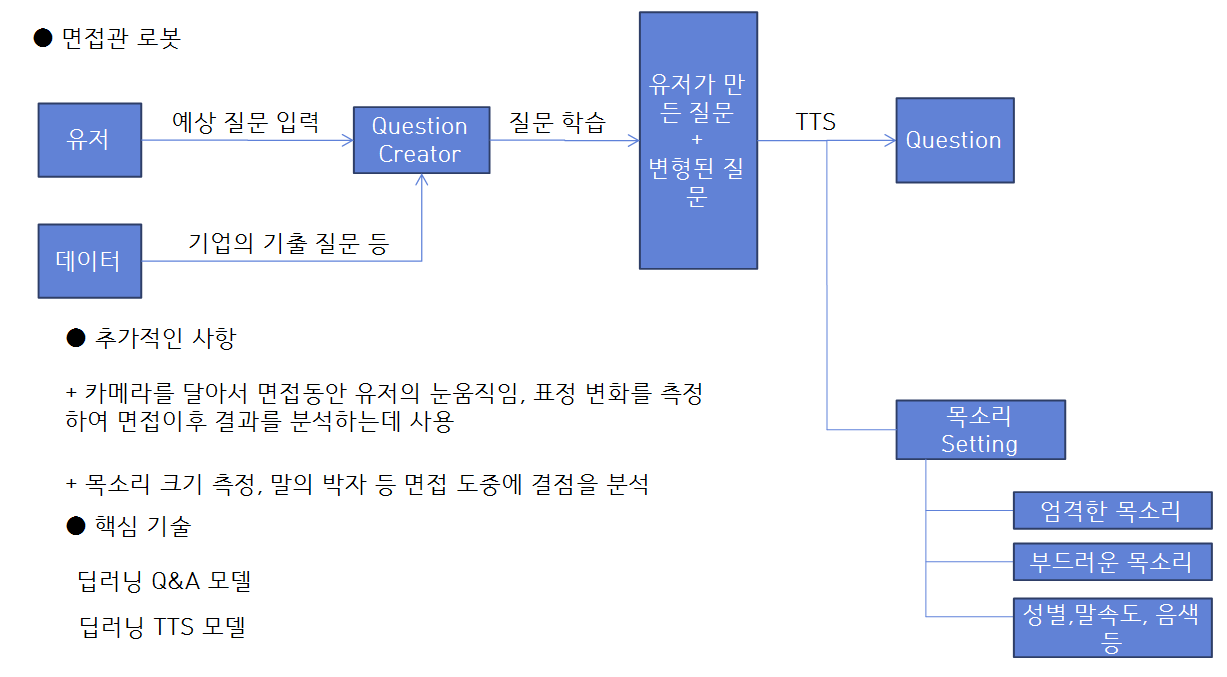 ● 면접관 로봇
유저
예상 질문 입력
Question
Creator
질문 학습
유저가 만
든 질문
+
변형된 질
문
TTS
Question
데이터
기업의 기출 질문 등
● 추가적인 사항
+ 카메라를 달아서 면접동안 유저의 눈움직임, 표정 변화를 측정
하여 면접이후 결과를 분석하는데 사용
+ 목소리 크기 측정, 말의 박자 등 면접 도중에 결점을 분석
● 핵심 기술
딥러닝 Q&A 모델
딥러닝 TTS 모델
목소리
Setting
엄격한 목소리
부드러운 목소리
성별,말속도, 음색
등